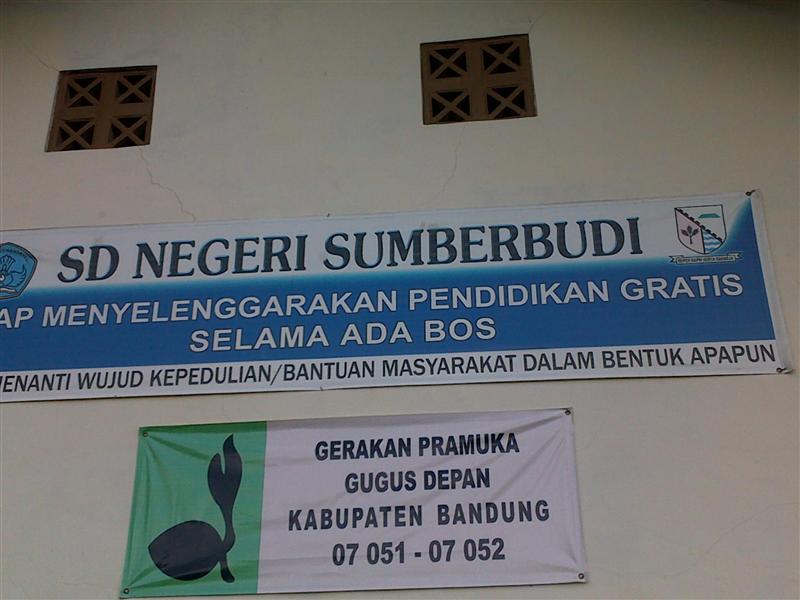 SD NEGERI SUMBERBUDI
AP MENYELENGGARAKAN PENDIDIKAN GRATIS
SELAMA ADA BOS
ENANTI WUJUD KEPEDULIAN/BANTUAN MASYARAKAT DALAM BENTUK APAPUN
GERAKAN PRAMUKA
GUGUS DEPAN
KABUPATEN BANDUNG
07 051 - 07 052